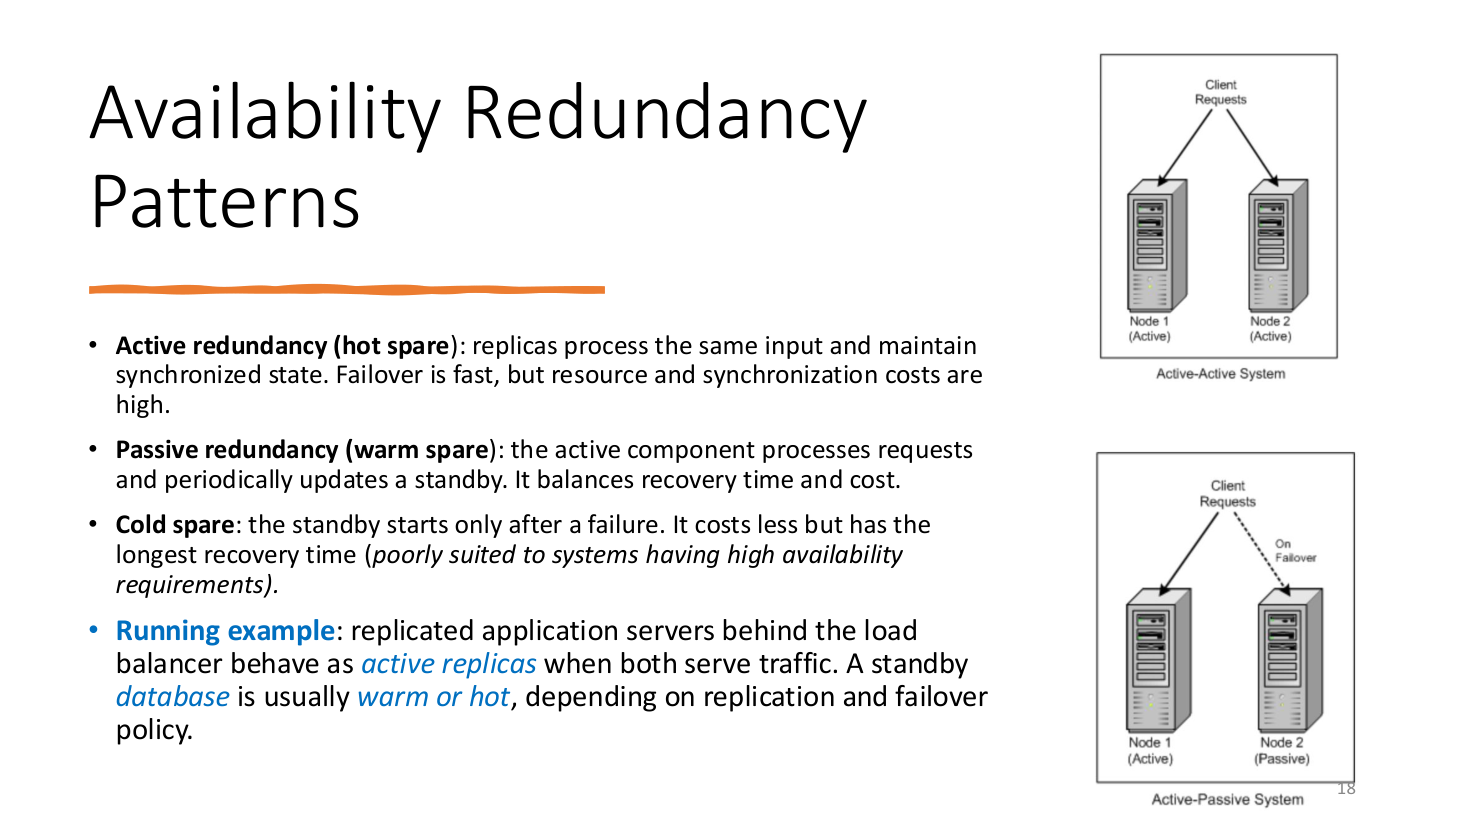 Availability Redundancy
Patterns
• Active redundancy (hot spare): replicas process the same input and maintain
synchronized state. Failover is fast, but resource and synchronization costs are
high.
• Passive redundancy (warm spare): the active component processes requests
and periodically updates a standby. It balances recovery time and cost.
• Cold spare: the standby starts only after a failure. It costs less but has the
longest recovery time (poorly suited to systems having high availability
requirements).
• Running example: replicated application servers behind the load
balancer behave as active replicas when both serve traffic. A standby
database is usually warm or hot, depending on replication and failover
policy.
Client
Requests
Node 1
(Active)
Node 2
(Active)
Active-Active System
Client
Requests
On
Failover
Node 1
(Active)
Node 2
(Passive)
Active-Passive System
18